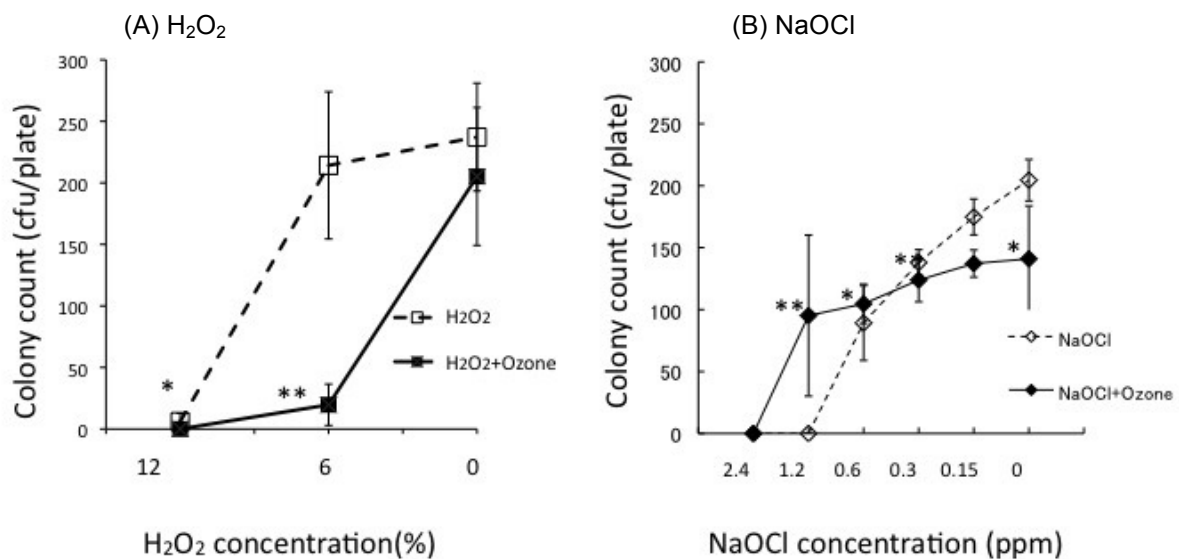 (A) H₂O₂
Colony count (cfu/plate)
300
250
200
150
100
50
0
*
**
H₂O₂
H₂O₂+Ozone
12
6
0
H₂O₂ concentration(%)
(B) NaOCl
Colony count (cfu/plate)
300
250
200
150
100
50
0
**
*
**
*
NaOCl
NaOCl+Ozone
2.4
1.2
0.6
0.3
0.15
0
NaOCl concentration (ppm)